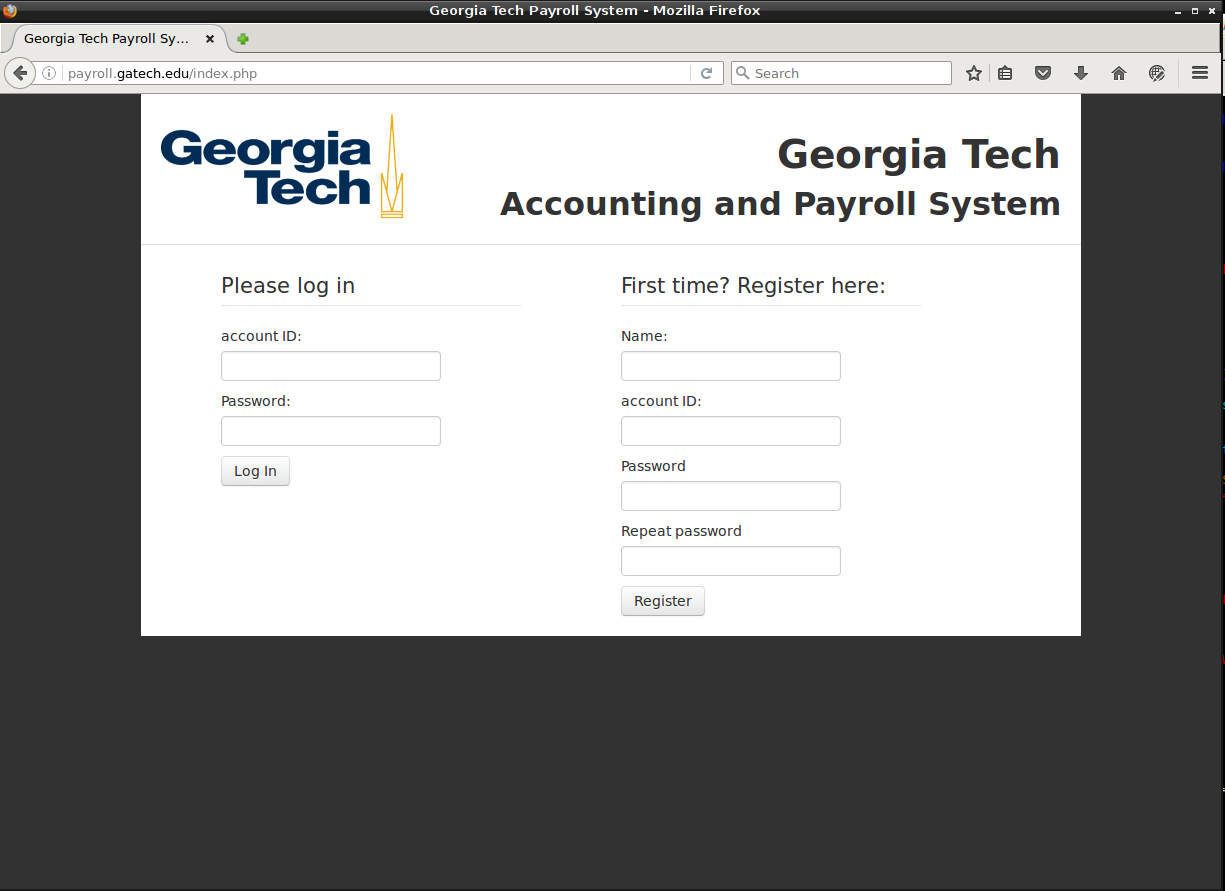 Georgia Tech Payroll System - Mozilla Firefox
Georgia Tech Payroll Sy...
payroll.gatech.edu/index.php
Search
Georgia
Tech
Georgia Tech
Accounting and Payroll System
Please log in
account ID:
Password:
Log In
First time? Register here:
Name:
account ID:
Password
Repeat password
Register